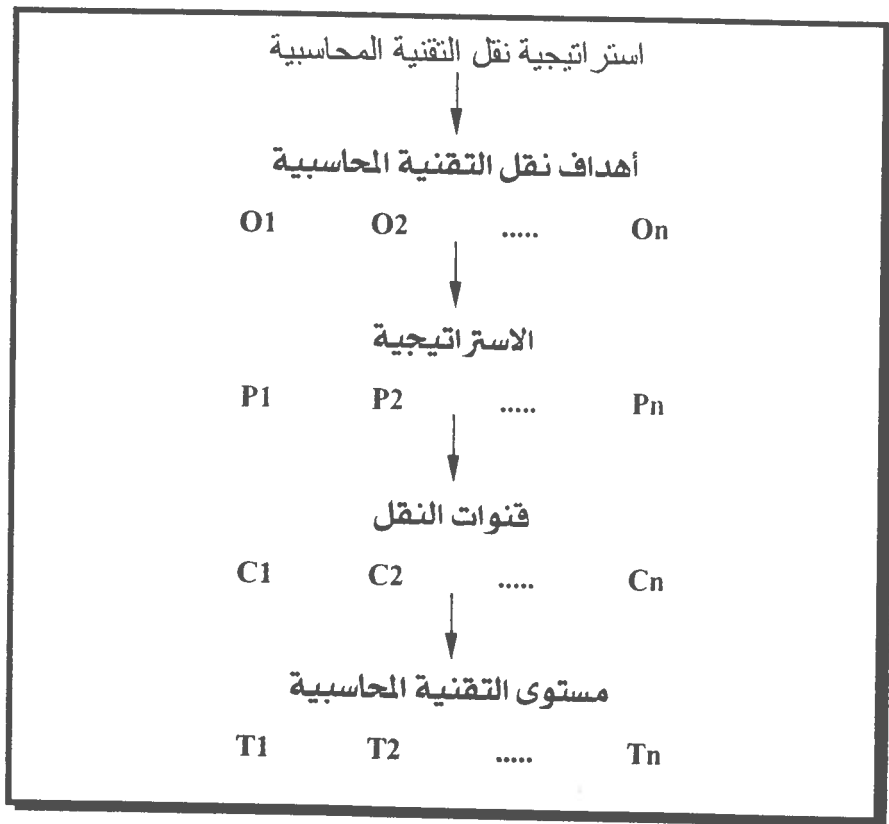 استراتيجية نقل التقنية المحاسبية
أهداف نقل التقنية المحاسبية
O1 O2 ..... On
الاستراتيجية
P1 P2 ..... Pn
قنوات النقل
C1 C2 ..... Cn
مستوى التقنية المحاسبية
T1 T2 ..... Tn